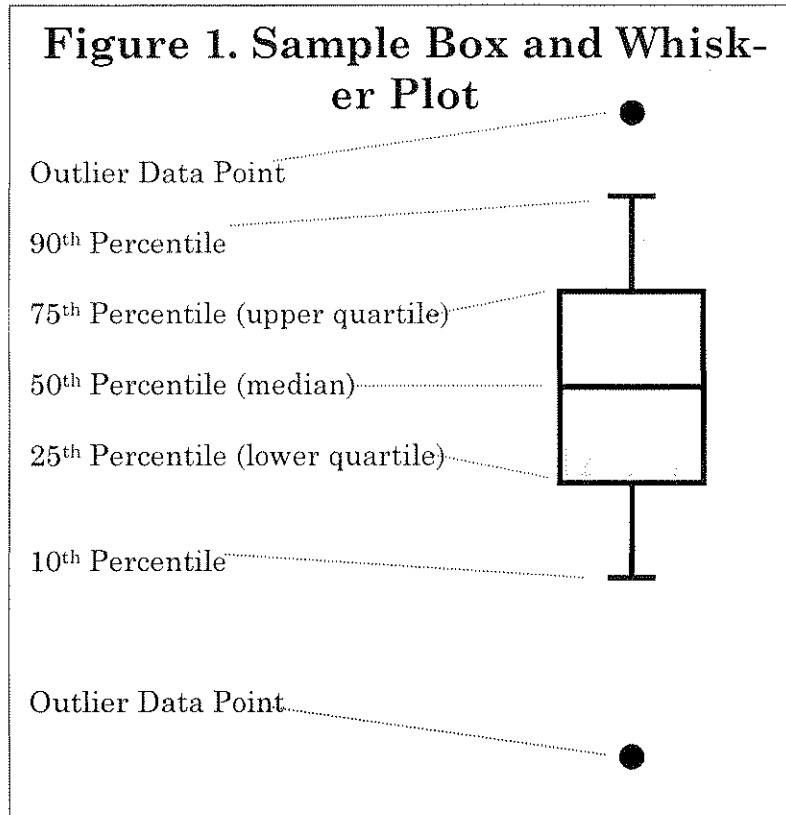 Figure 1. Sample Box and Whisk-
er Plot
Outlier Data Point
90th Percentile
75th Percentile (upper quartile)
50th Percentile (median)
25th Percentile (lower quartile)
10th Percentile
Outlier Data Point